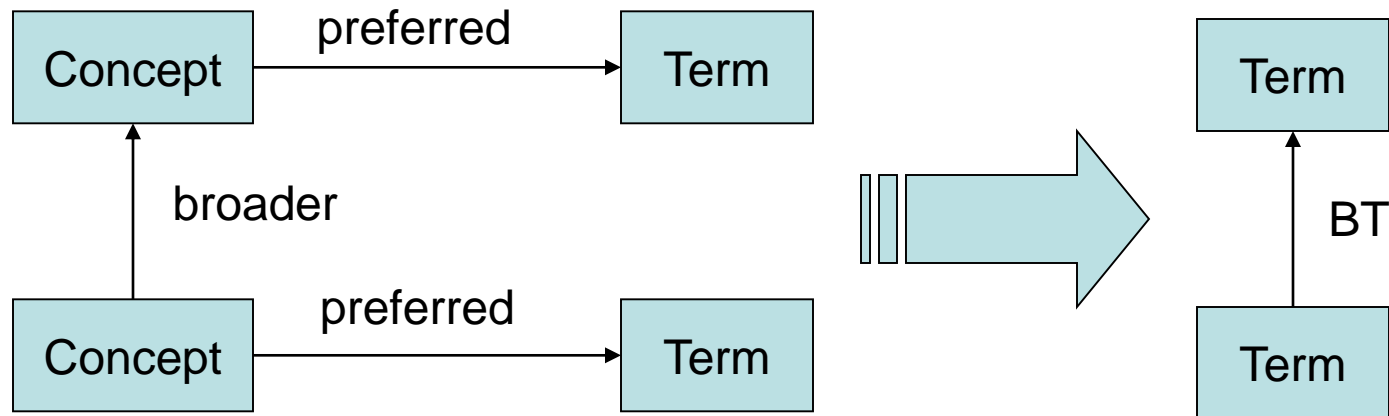 preferred
Concept
Term
Term
broader
BT
preferred
Concept
Term
Term